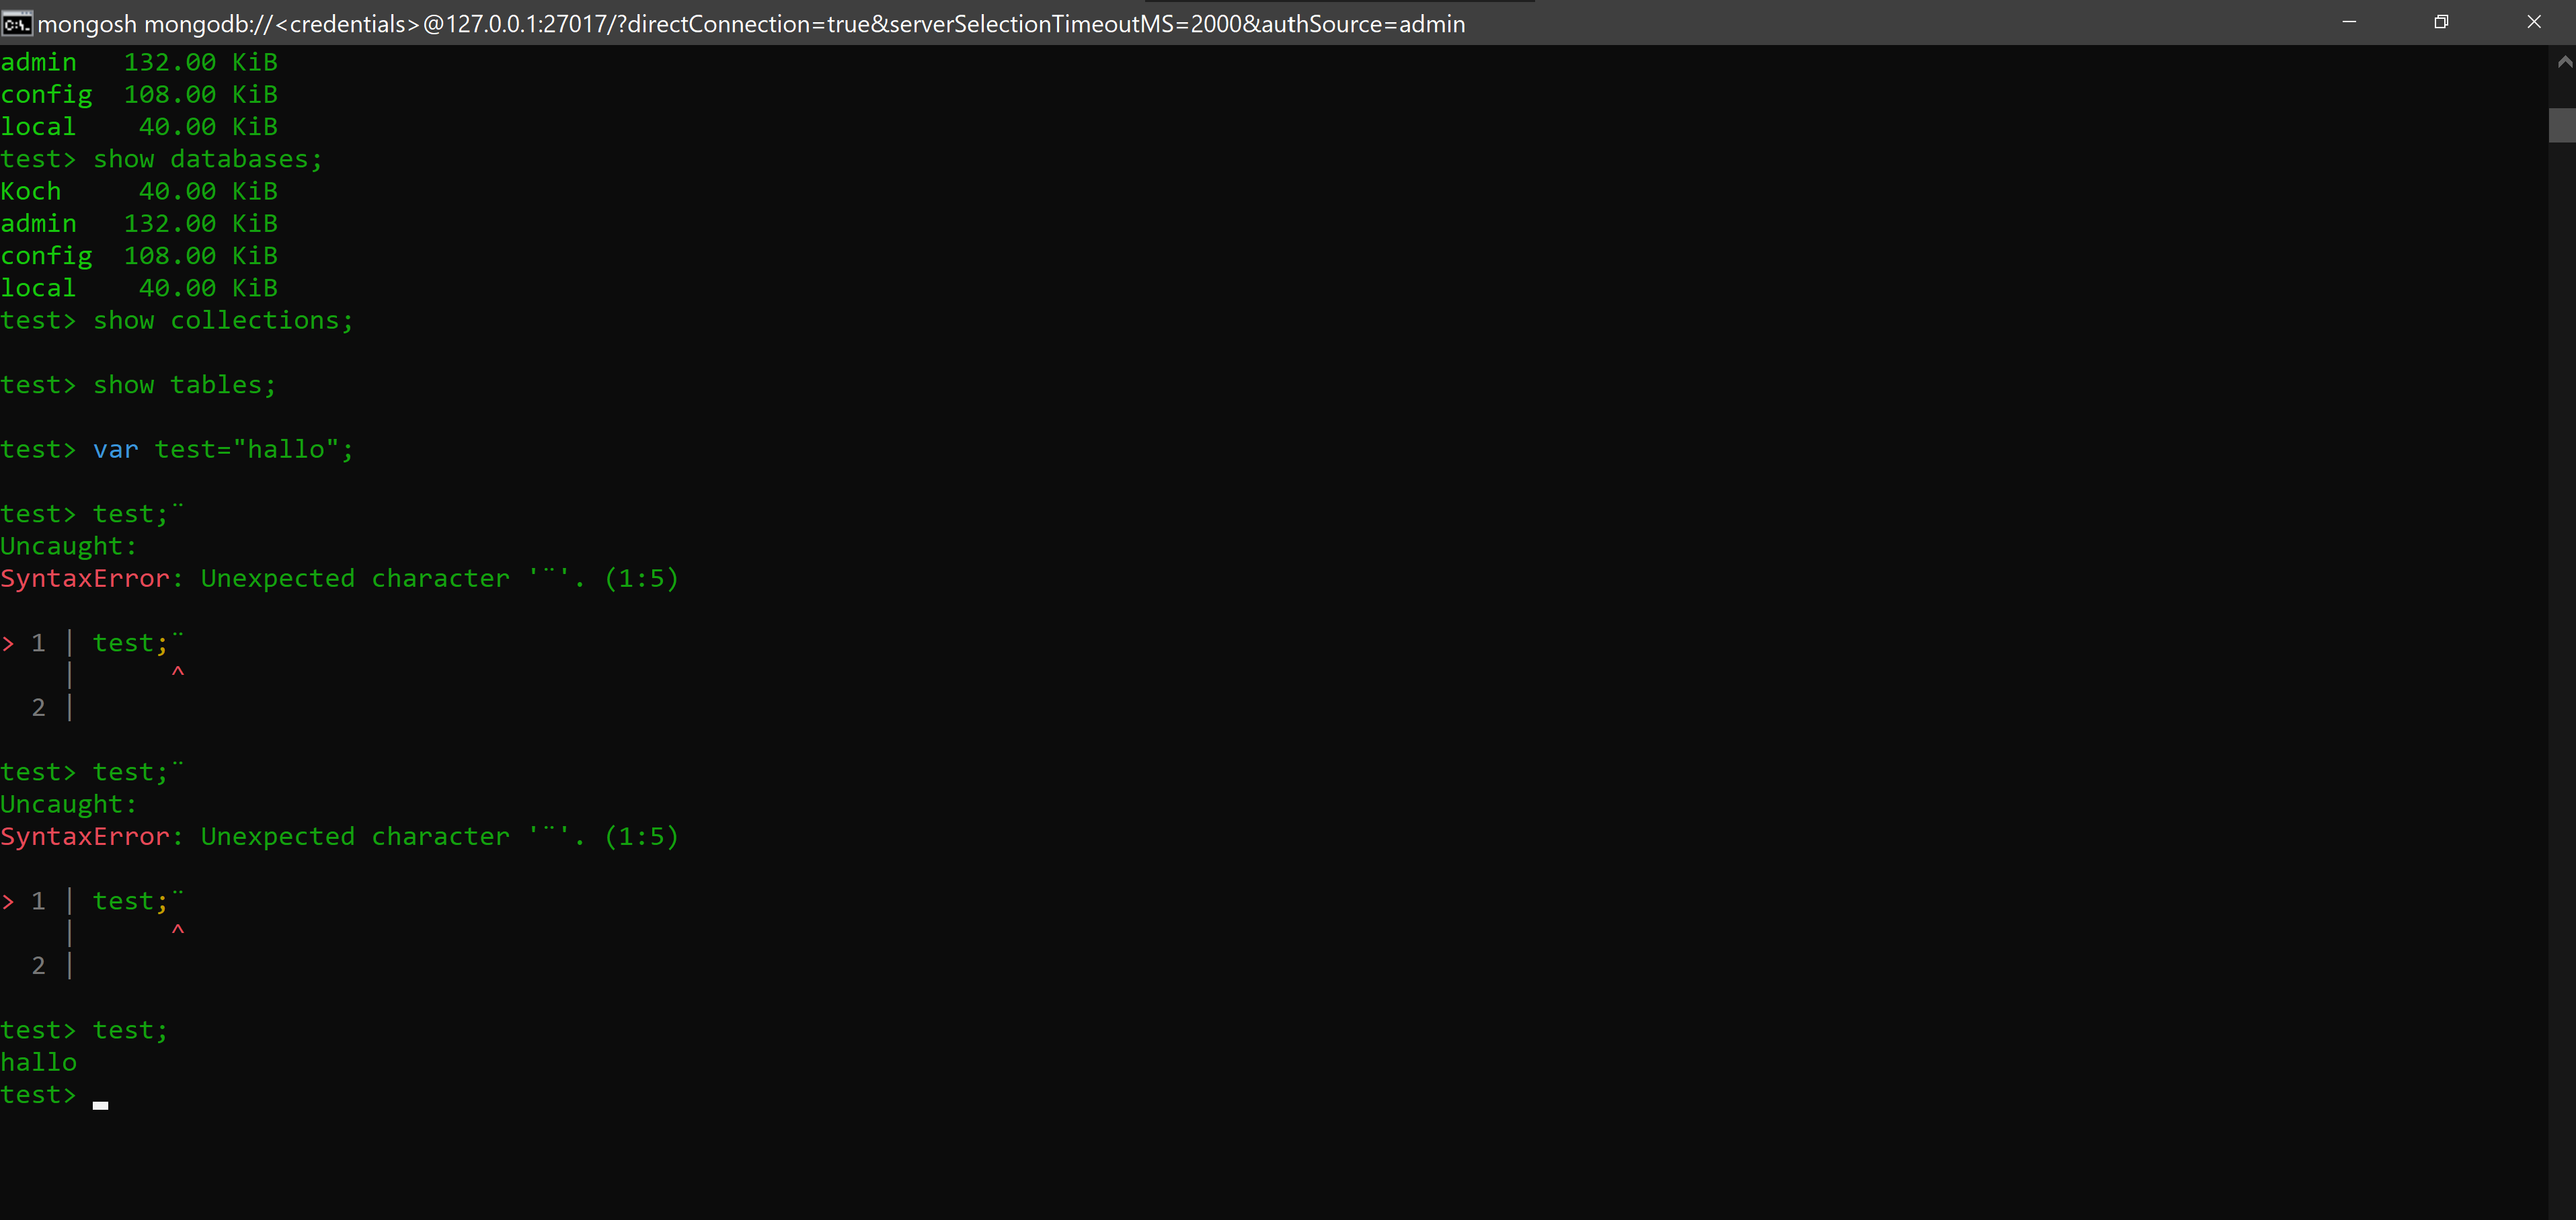 mongosh mongodb://<credentials>@127.0.0.1:27017/?directConnection=true&serverSelectionTimeoutMS=2000&authSource=admin
admin   132.00 KiB
config  108.00 KiB
local    40.00 KiB
test> show databases;
Koch     40.00 KiB
admin   132.00 KiB
config  108.00 KiB
local    40.00 KiB
test> show collections;
test> show tables;
test> var test="hallo";
test> test;¨
Uncaught:
SyntaxError: Unexpected character '¨'. (1:5)
> 1 | test;¨
    |      ^
  2 |
test> test;¨
Uncaught:
SyntaxError: Unexpected character '¨'. (1:5)
> 1 | test;¨
    |      ^
  2 |
test> test;
hallo
test>